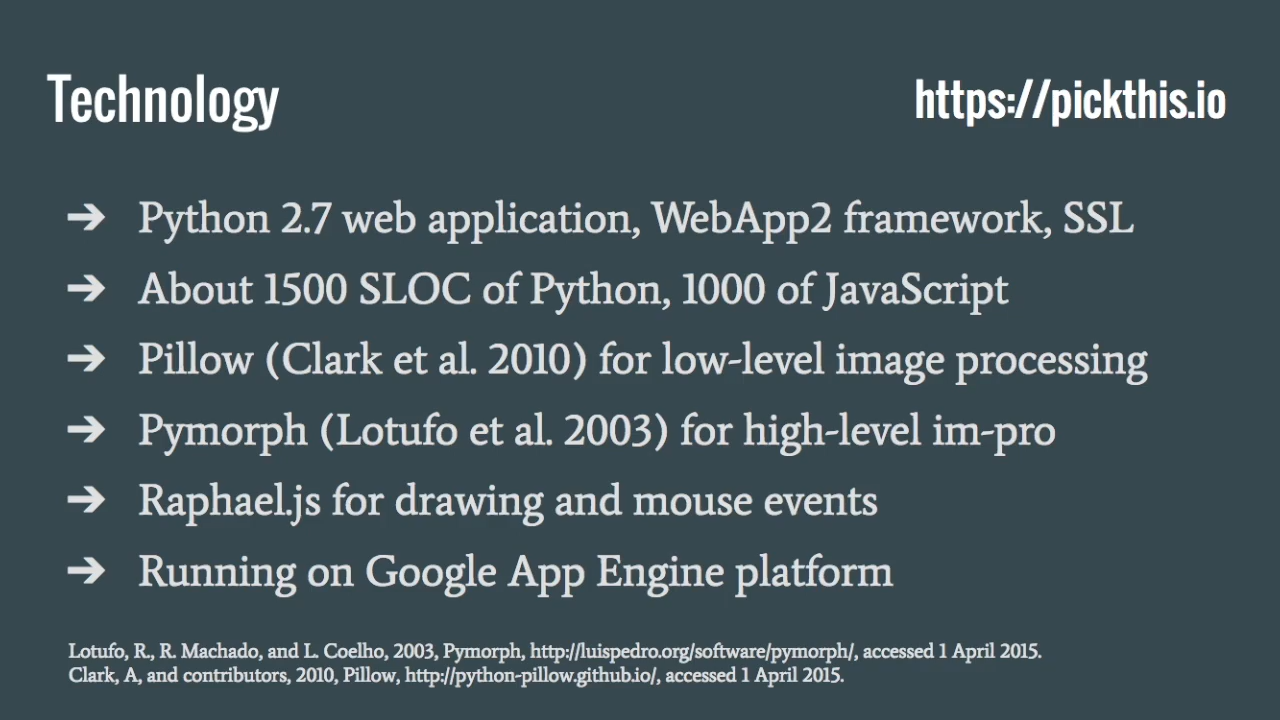 Technology
https://pickthis.io
➔ Python 2.7 web application, WebApp2 framework, SSL
➔ About 1500 SLOC of Python, 1000 of JavaScript
➔ Pillow (Clark et al. 2010) for low-level image processing
➔ Pymorph (Lotufo et al. 2003) for high-level im-pro
➔ Raphael.js for drawing and mouse events
➔ Running on Google App Engine platform
Lotufo, R., R. Machado, and L. Coelho, 2003, Pymorph, http://luispedro.org/software/pymorph/, accessed 1 April 2015.
Clark, A, and contributors, 2010, Pillow, http://python-pillow.github.io/, accessed 1 April 2015.